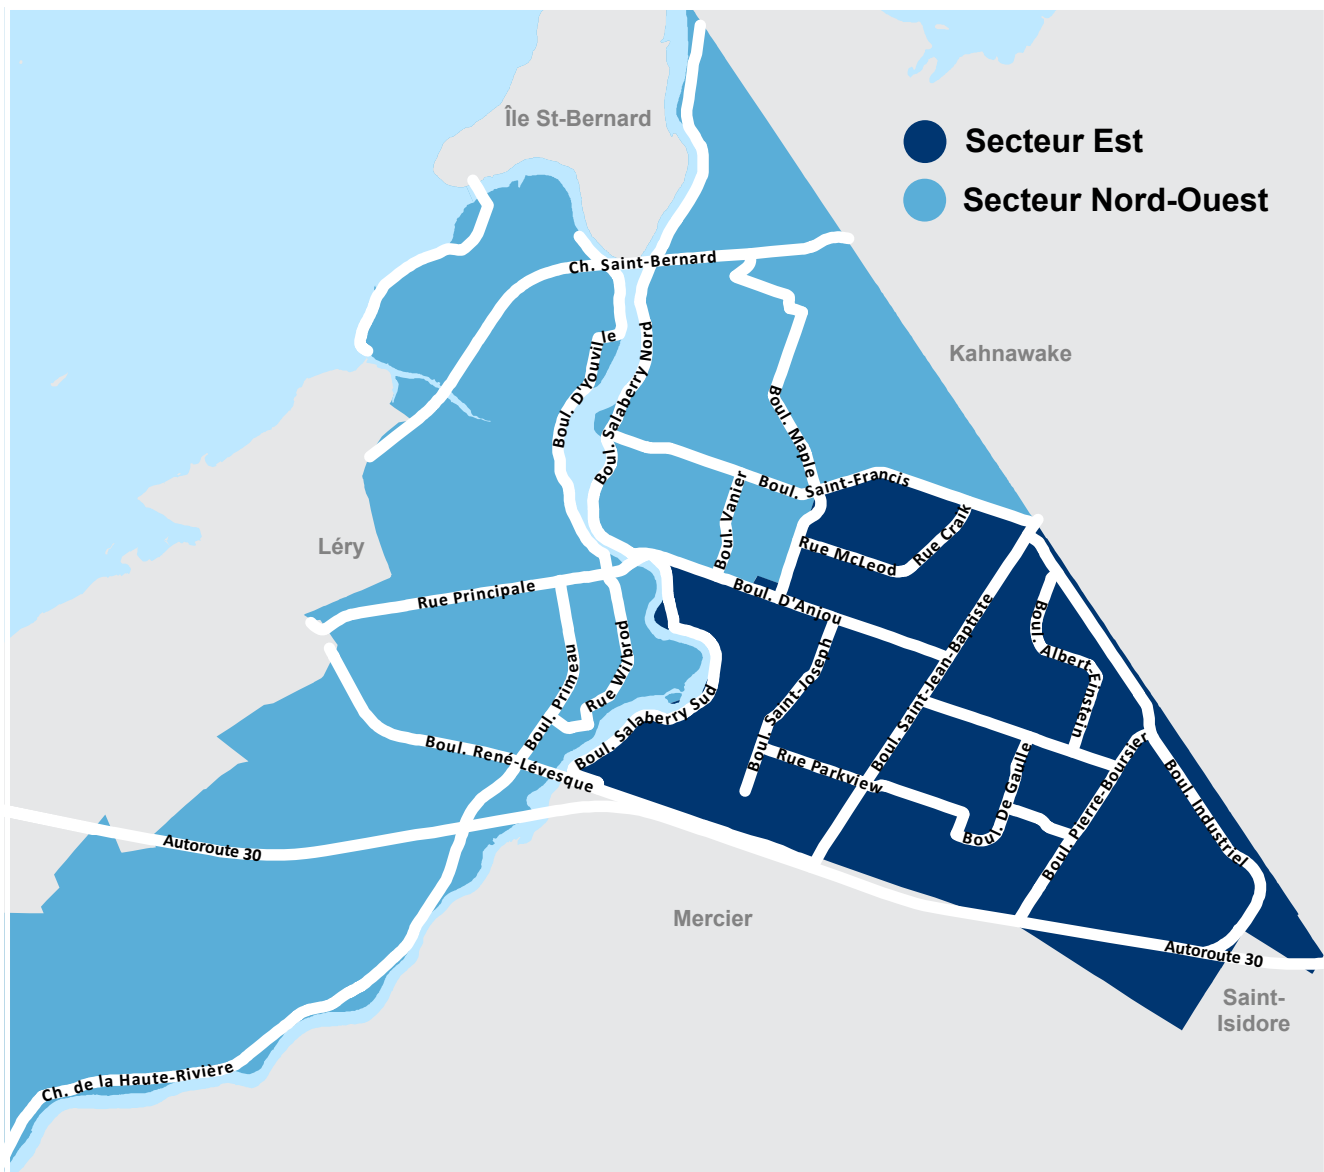 Île St-Bernard
Secteur Est
Secteur Nord-Ouest
Ch. Saint-Bernard
Kahnawake
Boul. D'Youville
Boul. Salaberry Nord
Boul. Maple
Boul. Saint-Francis
Boul. Vanier
Rue Craik
Rue McLeod
Léry
Rue Principale
Boul. D'Anjou
Boul. Saint-Jean-Baptiste
Boul. Albert-Einstein
Boul. Primeau
Rue Wilbrod
Boul. Saint-Joseph
Boul. Salaberry Sud
Boul. René-Lévesque
Rue Parkview
Boul. De Gaulle
Boul. Pierre-Boursier
Boul. Industriel
Autoroute 30
Mercier
Autoroute 30
Saint-
Isidore
Ch. de la Haute-Rivière